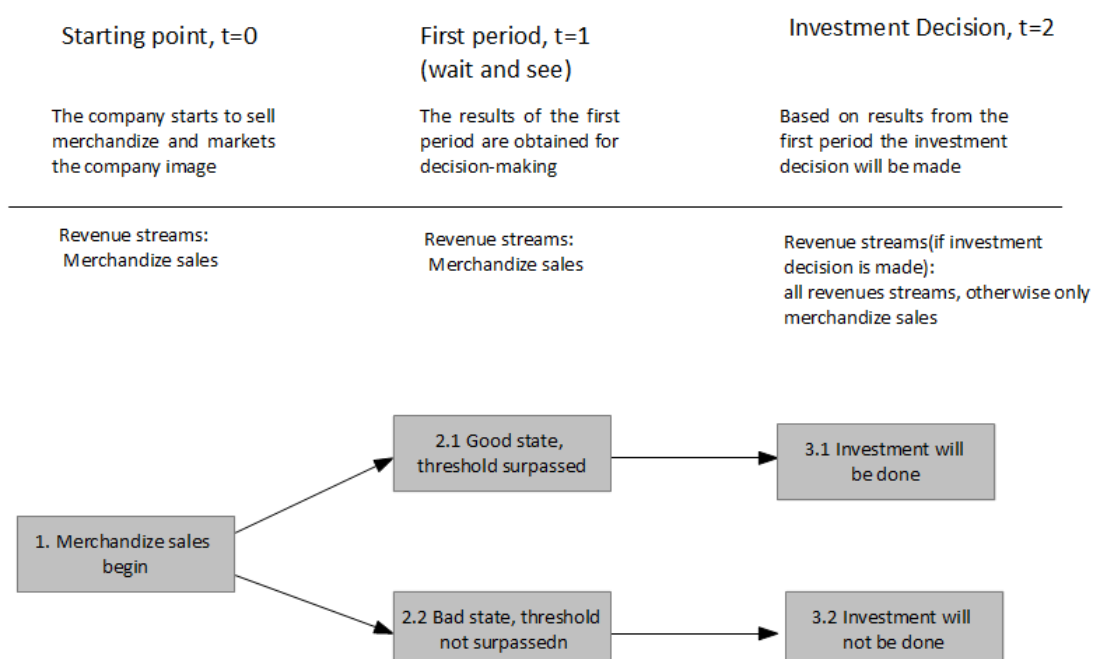 Starting point, t=0
First period, t=1
(wait and see)
Investment Decision, t=2
The company starts to sell
merchandize and markets
the company image
The results of the first
period are obtained for
decision-making
Based on results from the
first period the investment
decision will be made
Revenue streams:
Merchandize sales
Revenue streams:
Merchandize sales
Revenue streams(if investment
decision is made):
all revenues streams, otherwise only
merchandize sales
2.1 Good state,
threshold surpassed
3.1 Investment will
be done
1. Merchandize sales
begin
2.2 Bad state, threshold
not surpassedn
3.2 Investment will
not be done